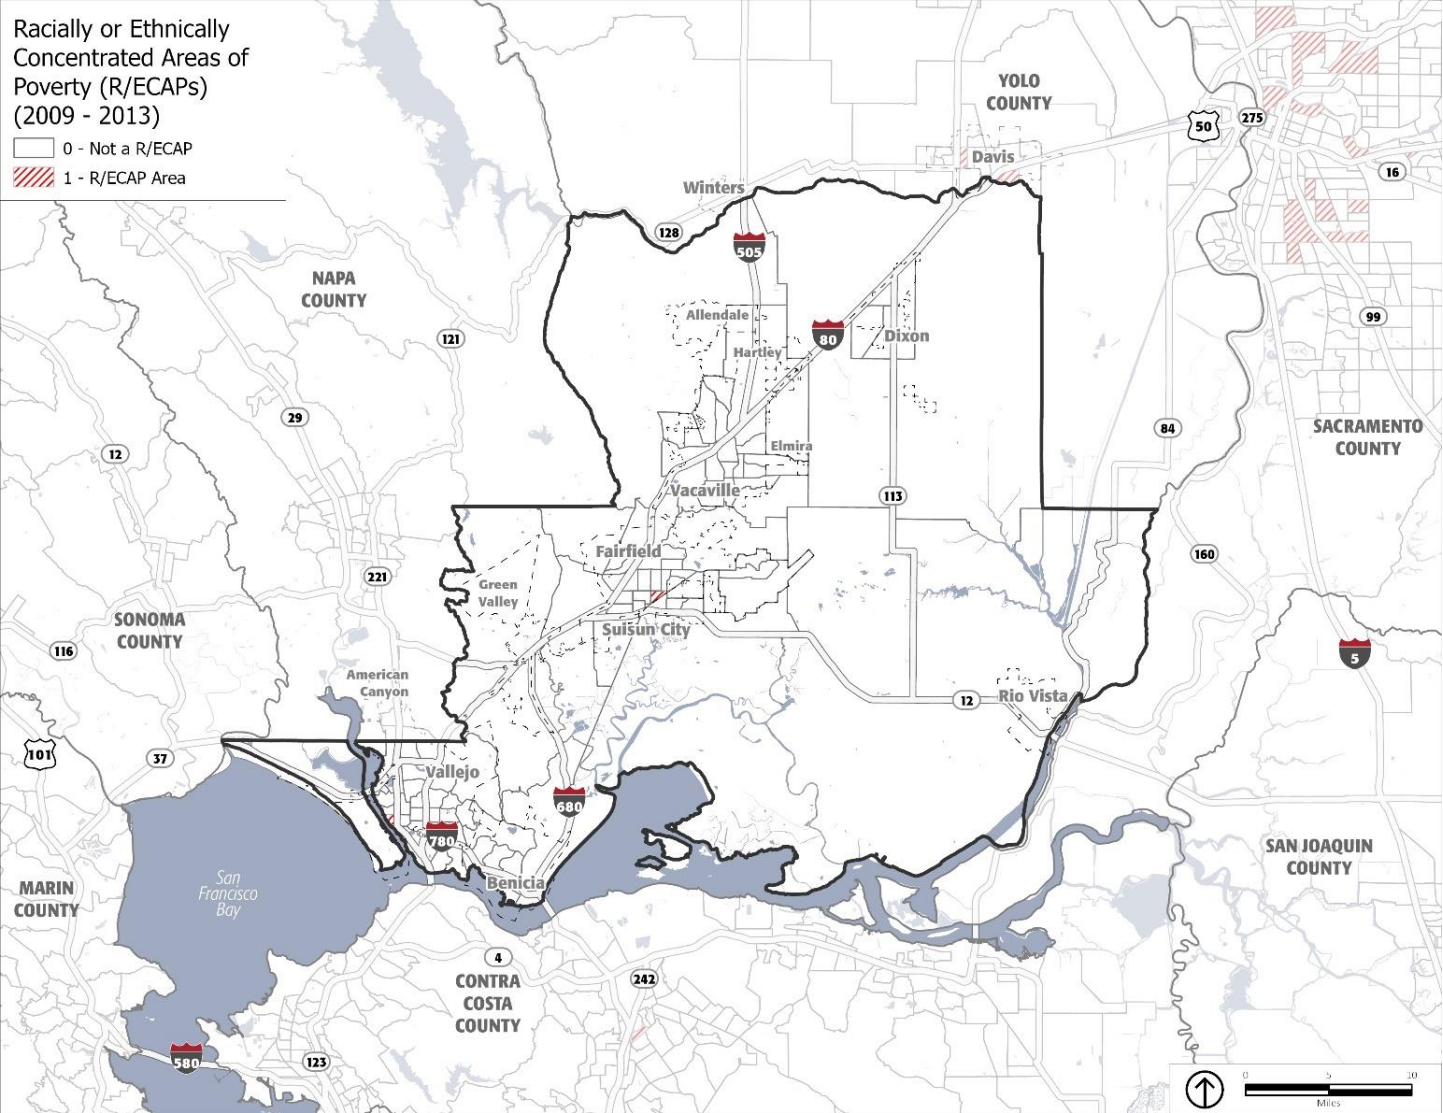 Racially or Ethnically
Concentrated Areas of
Poverty (R/ECAPs)
(2009 - 2013)
0 - Not a R/ECAP
1 - R/ECAP Area
YOLO
COUNTY
50
275
Davis
16
Winters
128
505
NAPA
COUNTY
Allendale
99
121
80
Dixon
Hartley
29
84
SACRAMENTO
COUNTY
12
Elmira
Vacaville
113
Fairfield
160
221
Green
Valley
SONOMA
COUNTY
Suisun City
116
5
American
Canyon
12
Rio Vista
101
37
Vallejo
680
780
SAN JOAQUIN
COUNTY
Benicia
San
Francisco
Bay
MARIN
COUNTY
4
CONTRA
COSTA
COUNTY
242
580
123
0 5 10
Miles